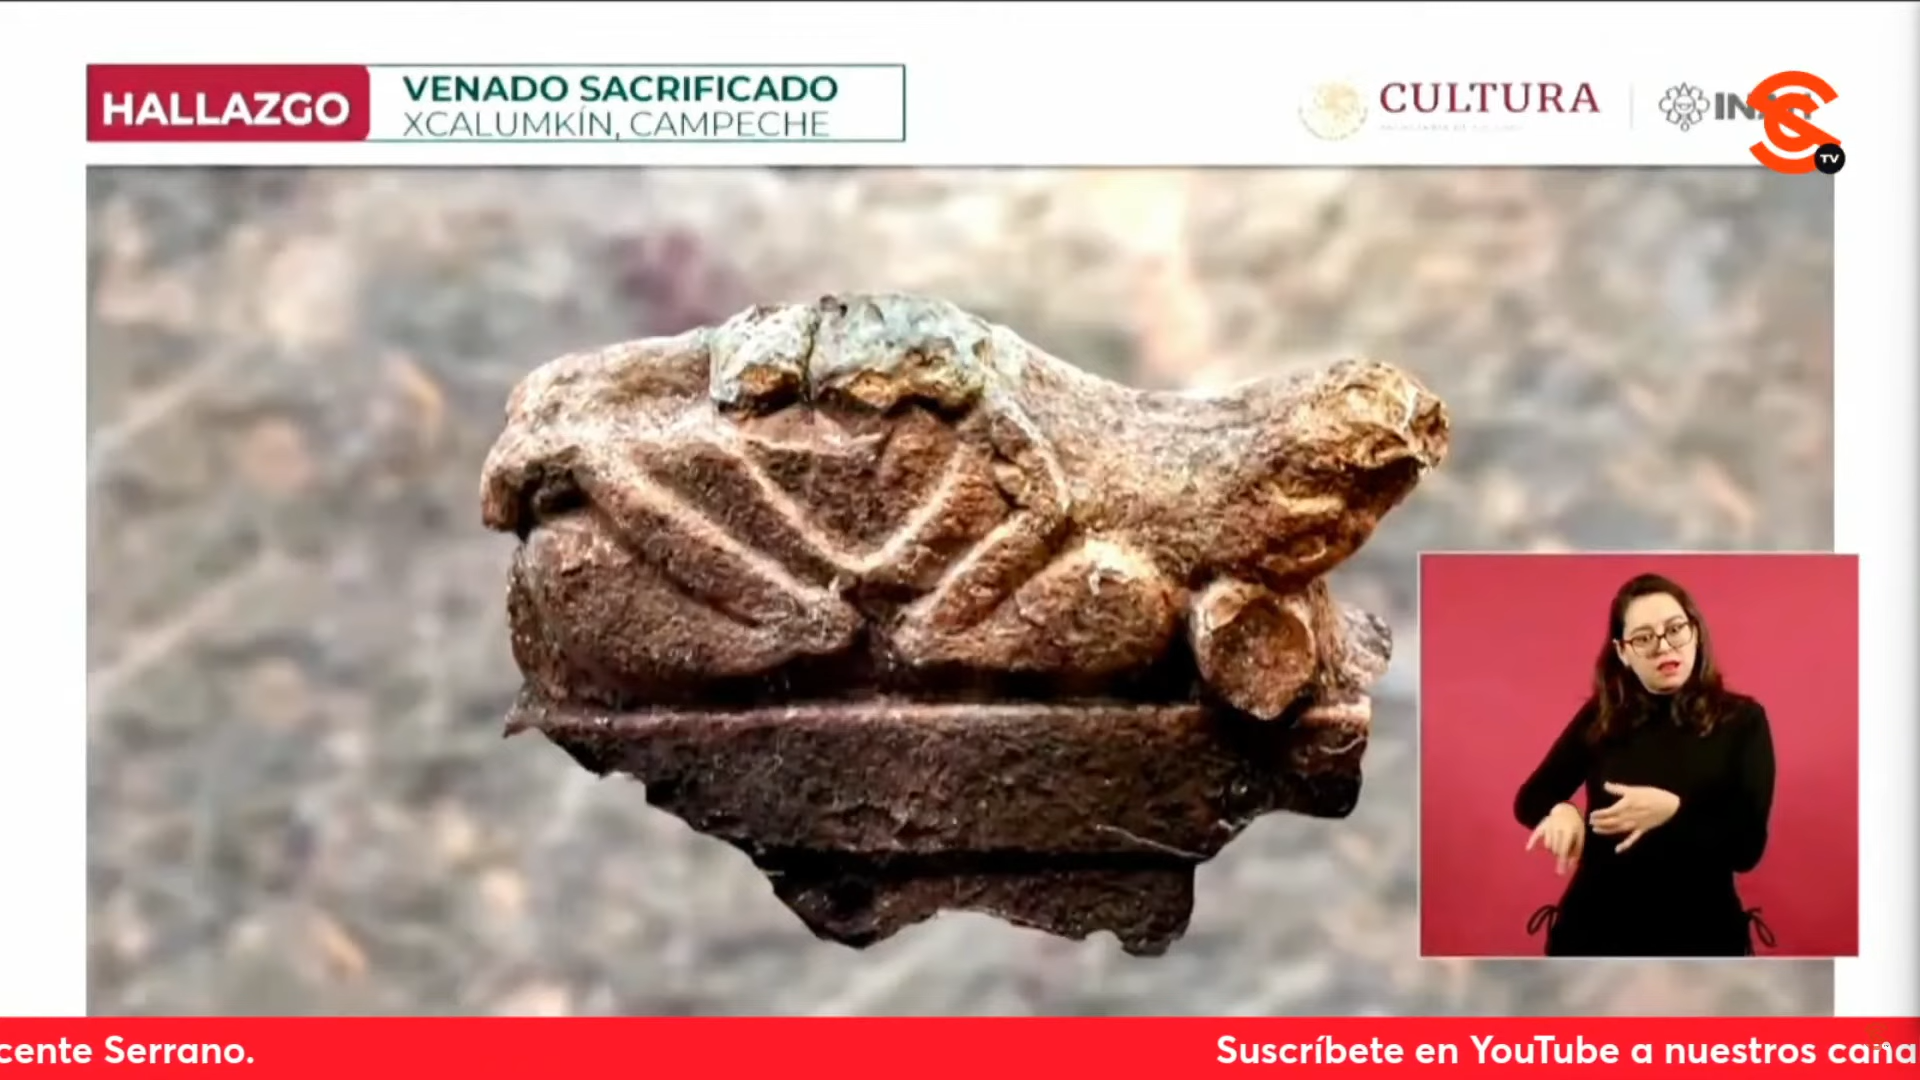 HALLAZGO
VENADO SACRIFICADO
XCALUMKÍN, CAMPECHE
CULTURA
TV
cente Serrano.
Suscríbete en YouTube a nuestros cana